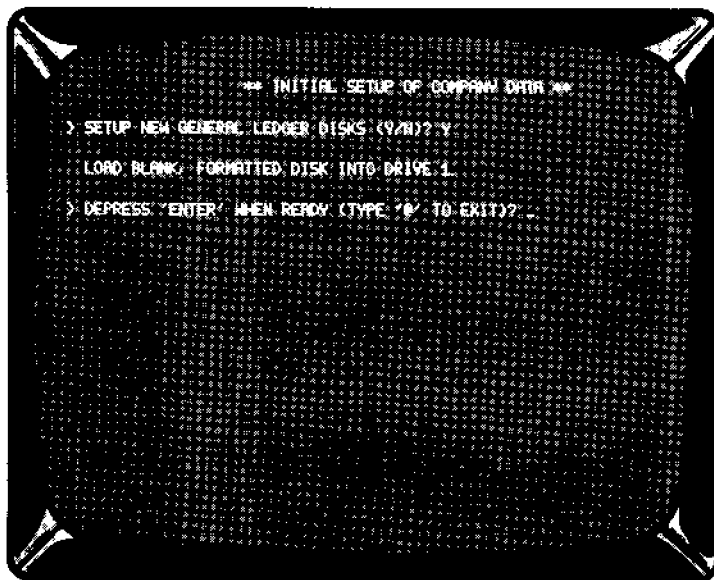 ** INITIAL SETUP OF COMPANY DATA **
> SETUP NEW GENERAL LEDGER DISKS (Y/N)? Y
LOAD BLANK, FORMATTED DISK INTO DRIVE 1.
> DEPRESS 'ENTER' WHEN READY (TYPE '@' TO EXIT)? _